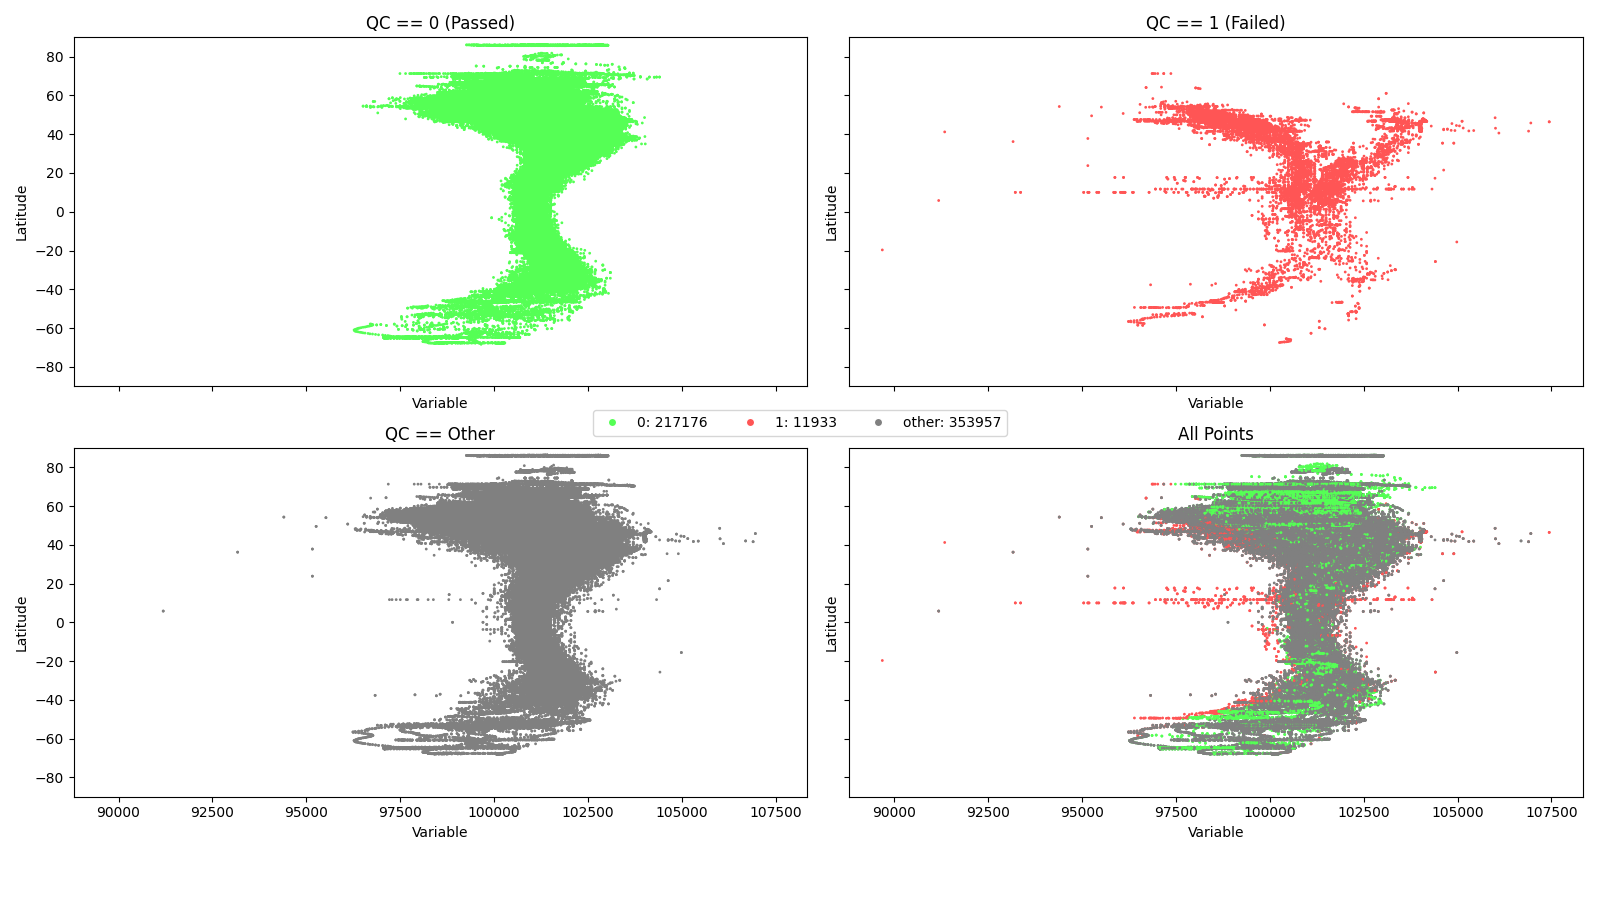 QC == 0 (Passed)
QC == 1 (Failed)
Latitude
80
60
40
20
0
−20
−40
−60
−80
Variable
Latitude
Variable
0: 217176
1: 11933
other: 353957
QC == Other
All Points
Latitude
80
60
40
20
0
−20
−40
−60
−80
90000
92500
95000
97500
100000
102500
105000
107500
Variable
Latitude
90000
92500
95000
97500
100000
102500
105000
107500
Variable